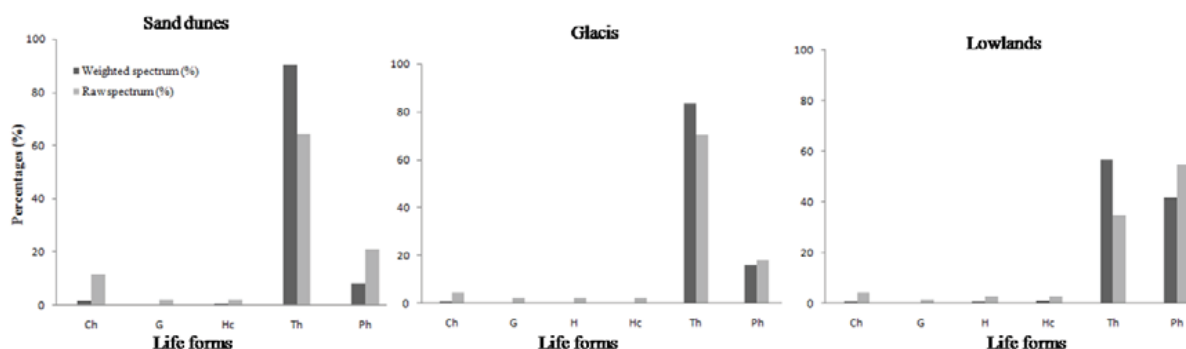 Sand dunes
100
80
60
40
20
0
Percentages (%)
Weighted spectrum (%)
Raw spectrum (%)
Ch G Hc Th Ph
Life forms
Glacis
100
80
60
40
20
0
Ch G H Hc Th Ph
Life forms
Lowlands
100
80
60
40
20
0
Ch G H Hc Th Ph
Life forms